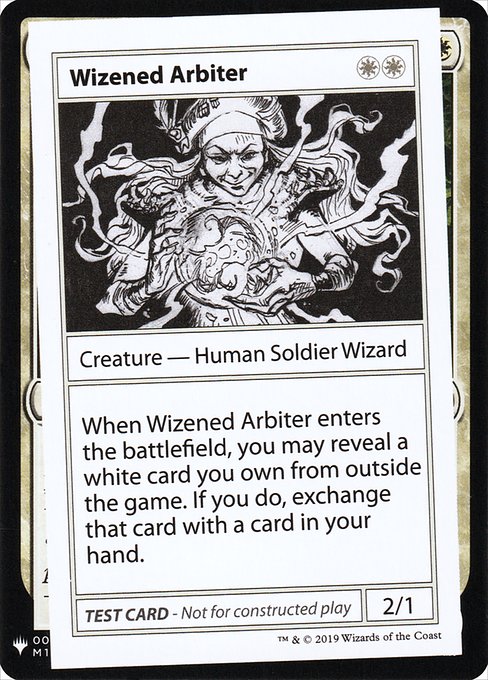 Wizened Arbiter
Creature — Human Soldier Wizard
When Wizened Arbiter enters
the battlefield, you may reveal a
white card you own from outside
the game. If you do, exchange
that card with a card in your
hand.
TEST CARD - Not for constructed play
2/1
™ & © 2019 Wizards of the Coast
00
M1